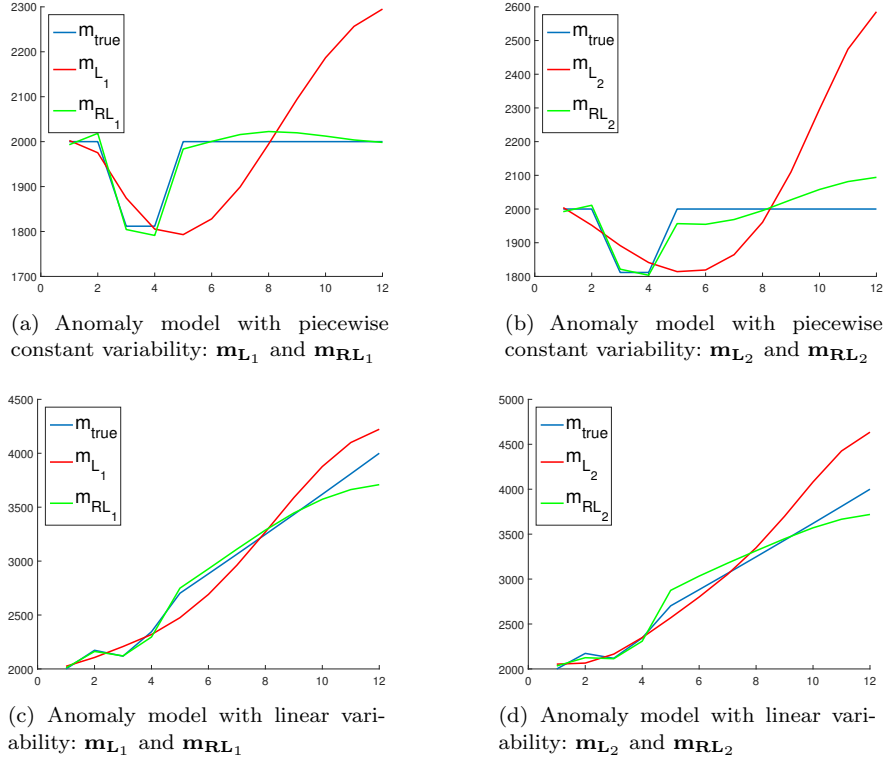 2300
2200
2100
2000
1900
1800
1700
0 2 4 6 8 10 12
m_true
m_L_1
m_RL_1
2600
2500
2400
2300
2200
2100
2000
1900
1800
0 2 4 6 8 10 12
m_true
m_L_2
m_RL_2
(a) Anomaly model with piecewise
constant variability: m_L_1 and m_RL_1
(b) Anomaly model with piecewise
constant variability: m_L_2 and m_RL_2
4500
4000
3500
3000
2500
2000
0 2 4 6 8 10 12
m_true
m_L_1
m_RL_1
5000
4500
4000
3500
3000
2500
2000
0 2 4 6 8 10 12
m_true
m_L_2
m_RL_2
(c) Anomaly model with linear vari-
ability: m_L_1 and m_RL_1
(d) Anomaly model with linear vari-
ability: m_L_2 and m_RL_2